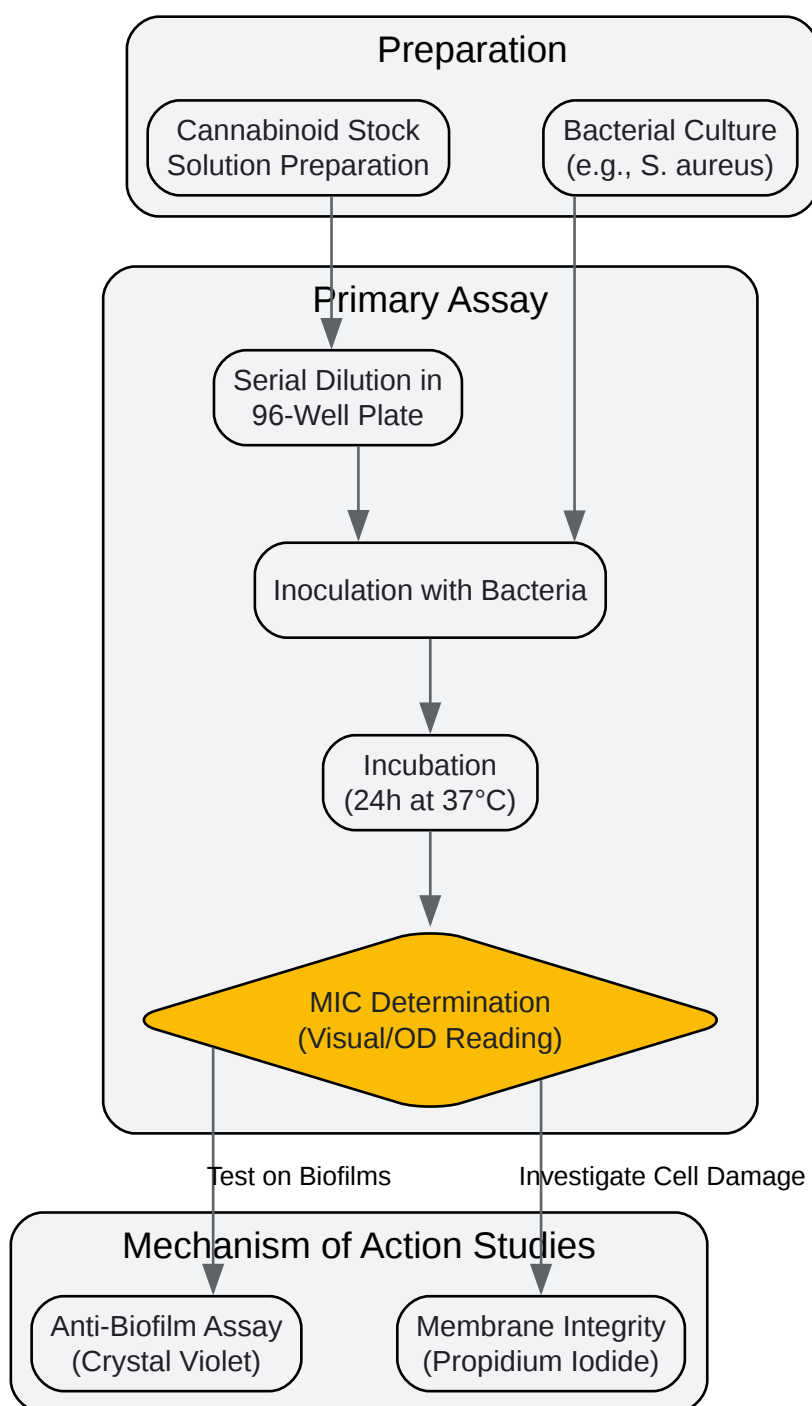 Preparation
Cannabinoid Stock
Solution Preparation
Bacterial Culture
(e.g., S. aureus)
Primary Assay
Serial Dilution in
96-Well Plate
Inoculation with Bacteria
Incubation
(24h at 37°C)
MIC Determination
(Visual/OD Reading)
Test on Biofilms
Investigate Cell Damage
Mechanism of Action Studies
Anti-Biofilm Assay
(Crystal Violet)
Membrane Integrity
(Propidium Iodide)